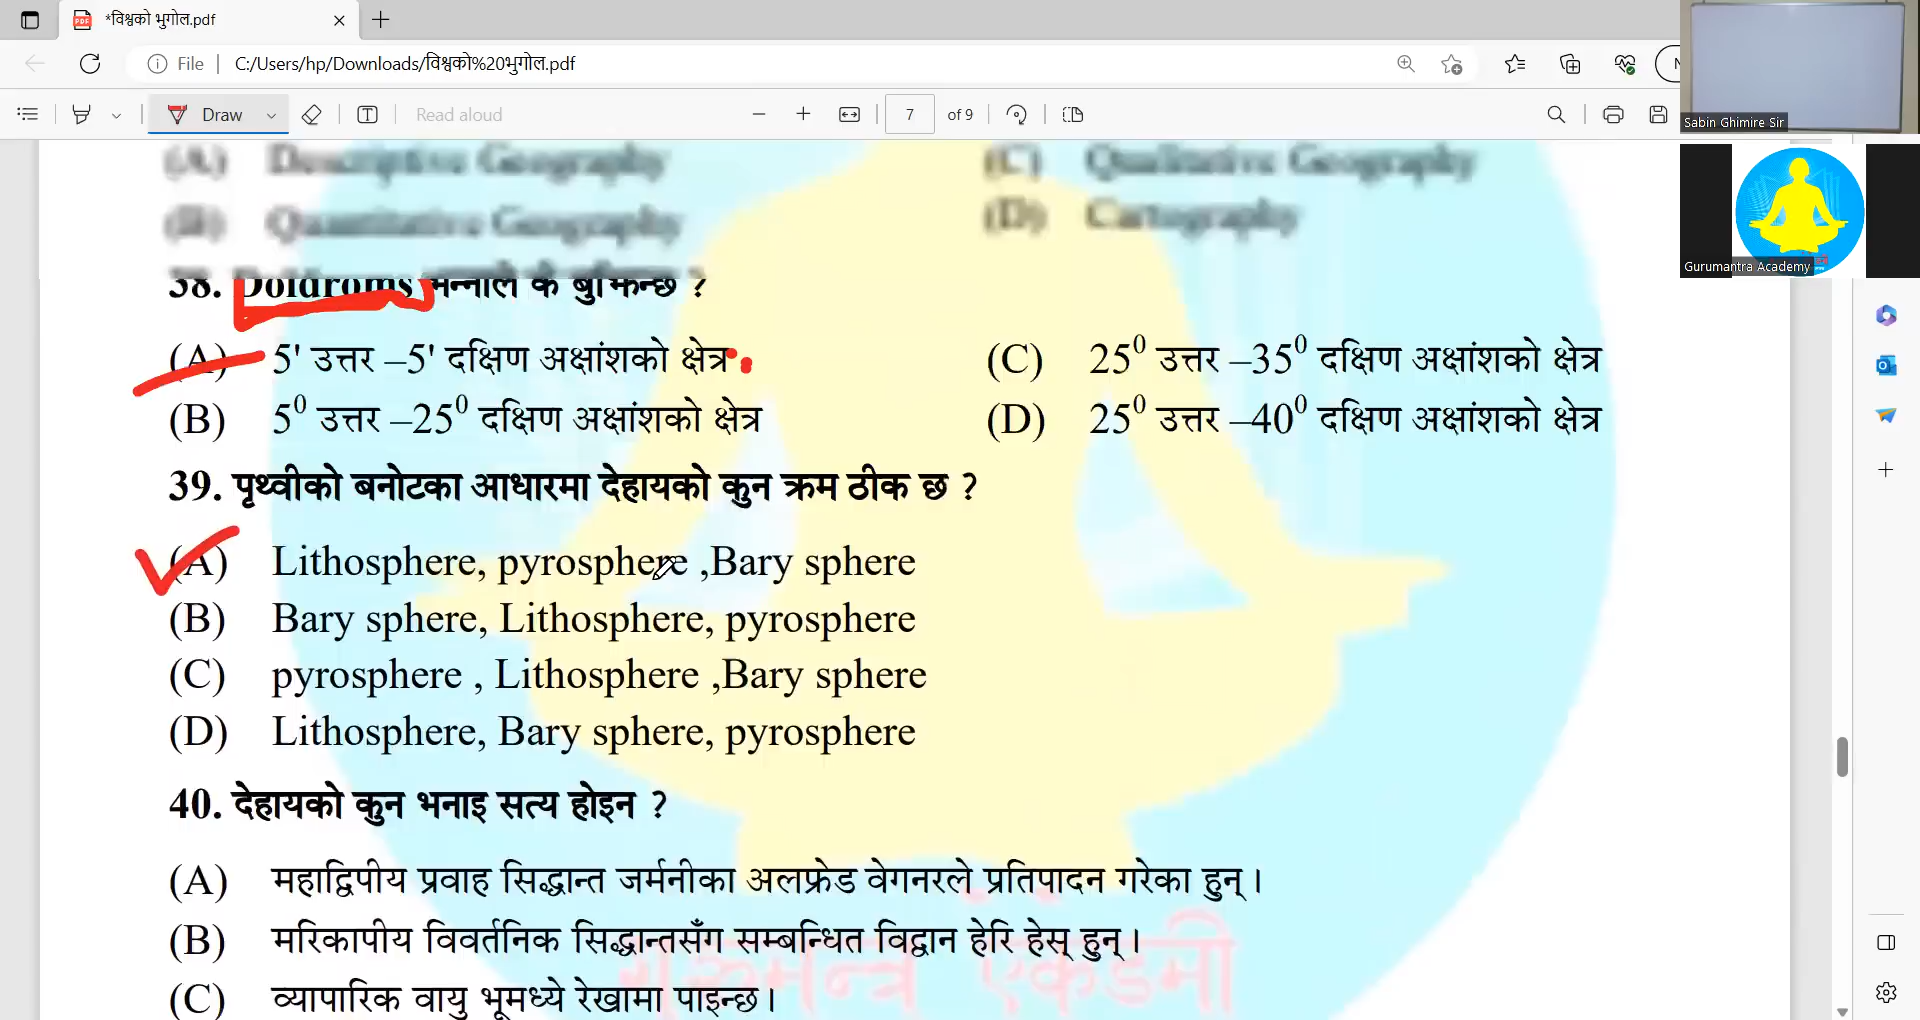 *विश्वको भुगोल.pdf
File
C:/Users/hp/Downloads/विश्वको%20भुगोल.pdf
Draw
Read aloud
7 of 9
Sabin Ghimire Sir
Gurumantra Academy
(A) Descriptive Geography
(C) Qualitative Geography
(B) Quantitative Geography
(D) Cartography
38. Doldroms भन्नाले के बुझिन्छ ?
(A) 5' उत्तर –5' दक्षिण अक्षांशको क्षेत्र
(C) 25⁰ उत्तर –35⁰ दक्षिण अक्षांशको क्षेत्र
(B) 5⁰ उत्तर –25⁰ दक्षिण अक्षांशको क्षेत्र
(D) 25⁰ उत्तर –40⁰ दक्षिण अक्षांशको क्षेत्र
39. पृथ्वीको बनोटका आधारमा देहायको कुन क्रम ठीक छ ?
(A) Lithosphere, pyrosphere ,Bary sphere
(B) Bary sphere, Lithosphere, pyrosphere
(C) pyrosphere , Lithosphere ,Bary sphere
(D) Lithosphere, Bary sphere, pyrosphere
40. देहायको कुन भनाइ सत्य होइन ?
(A) महाद्विपीय प्रवाह सिद्धान्त जर्मनीका अलफ्रेड वेगनरले प्रतिपादन गरेका हुन्।
(B) मरिकापीय विवर्तनिक सिद्धान्तसँग सम्बन्धित विद्वान हेरि हेस् हुन्।
(C) व्यापारिक वायु भूमध्ये रेखामा पाइन्छ।